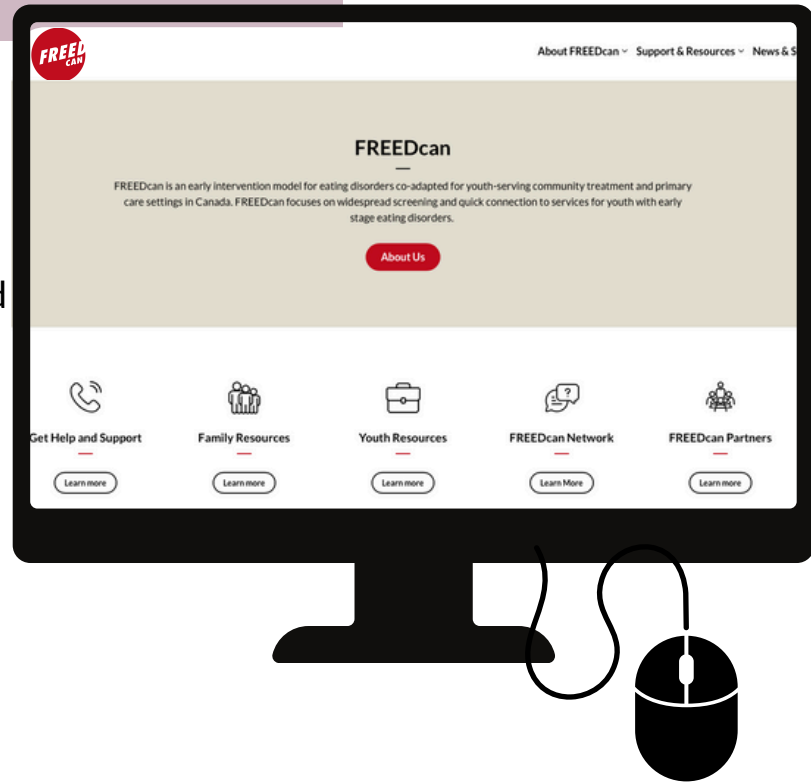 FREED
CAN
About FREEDcan Support & Resources News & S
FREEDcan
FREEDcan is an early intervention model for eating disorders co-adapted for youth-serving community treatment and primary
care settings in Canada. FREEDcan focuses on widespread screening and quick connection to services for youth with early
stage eating disorders.
About Us
d
Get Help and Support
Family Resources
Youth Resources
FREEDcan Network
FREEDcan Partners
Learn more
Learn more
Learn more
Learn More
Learn more